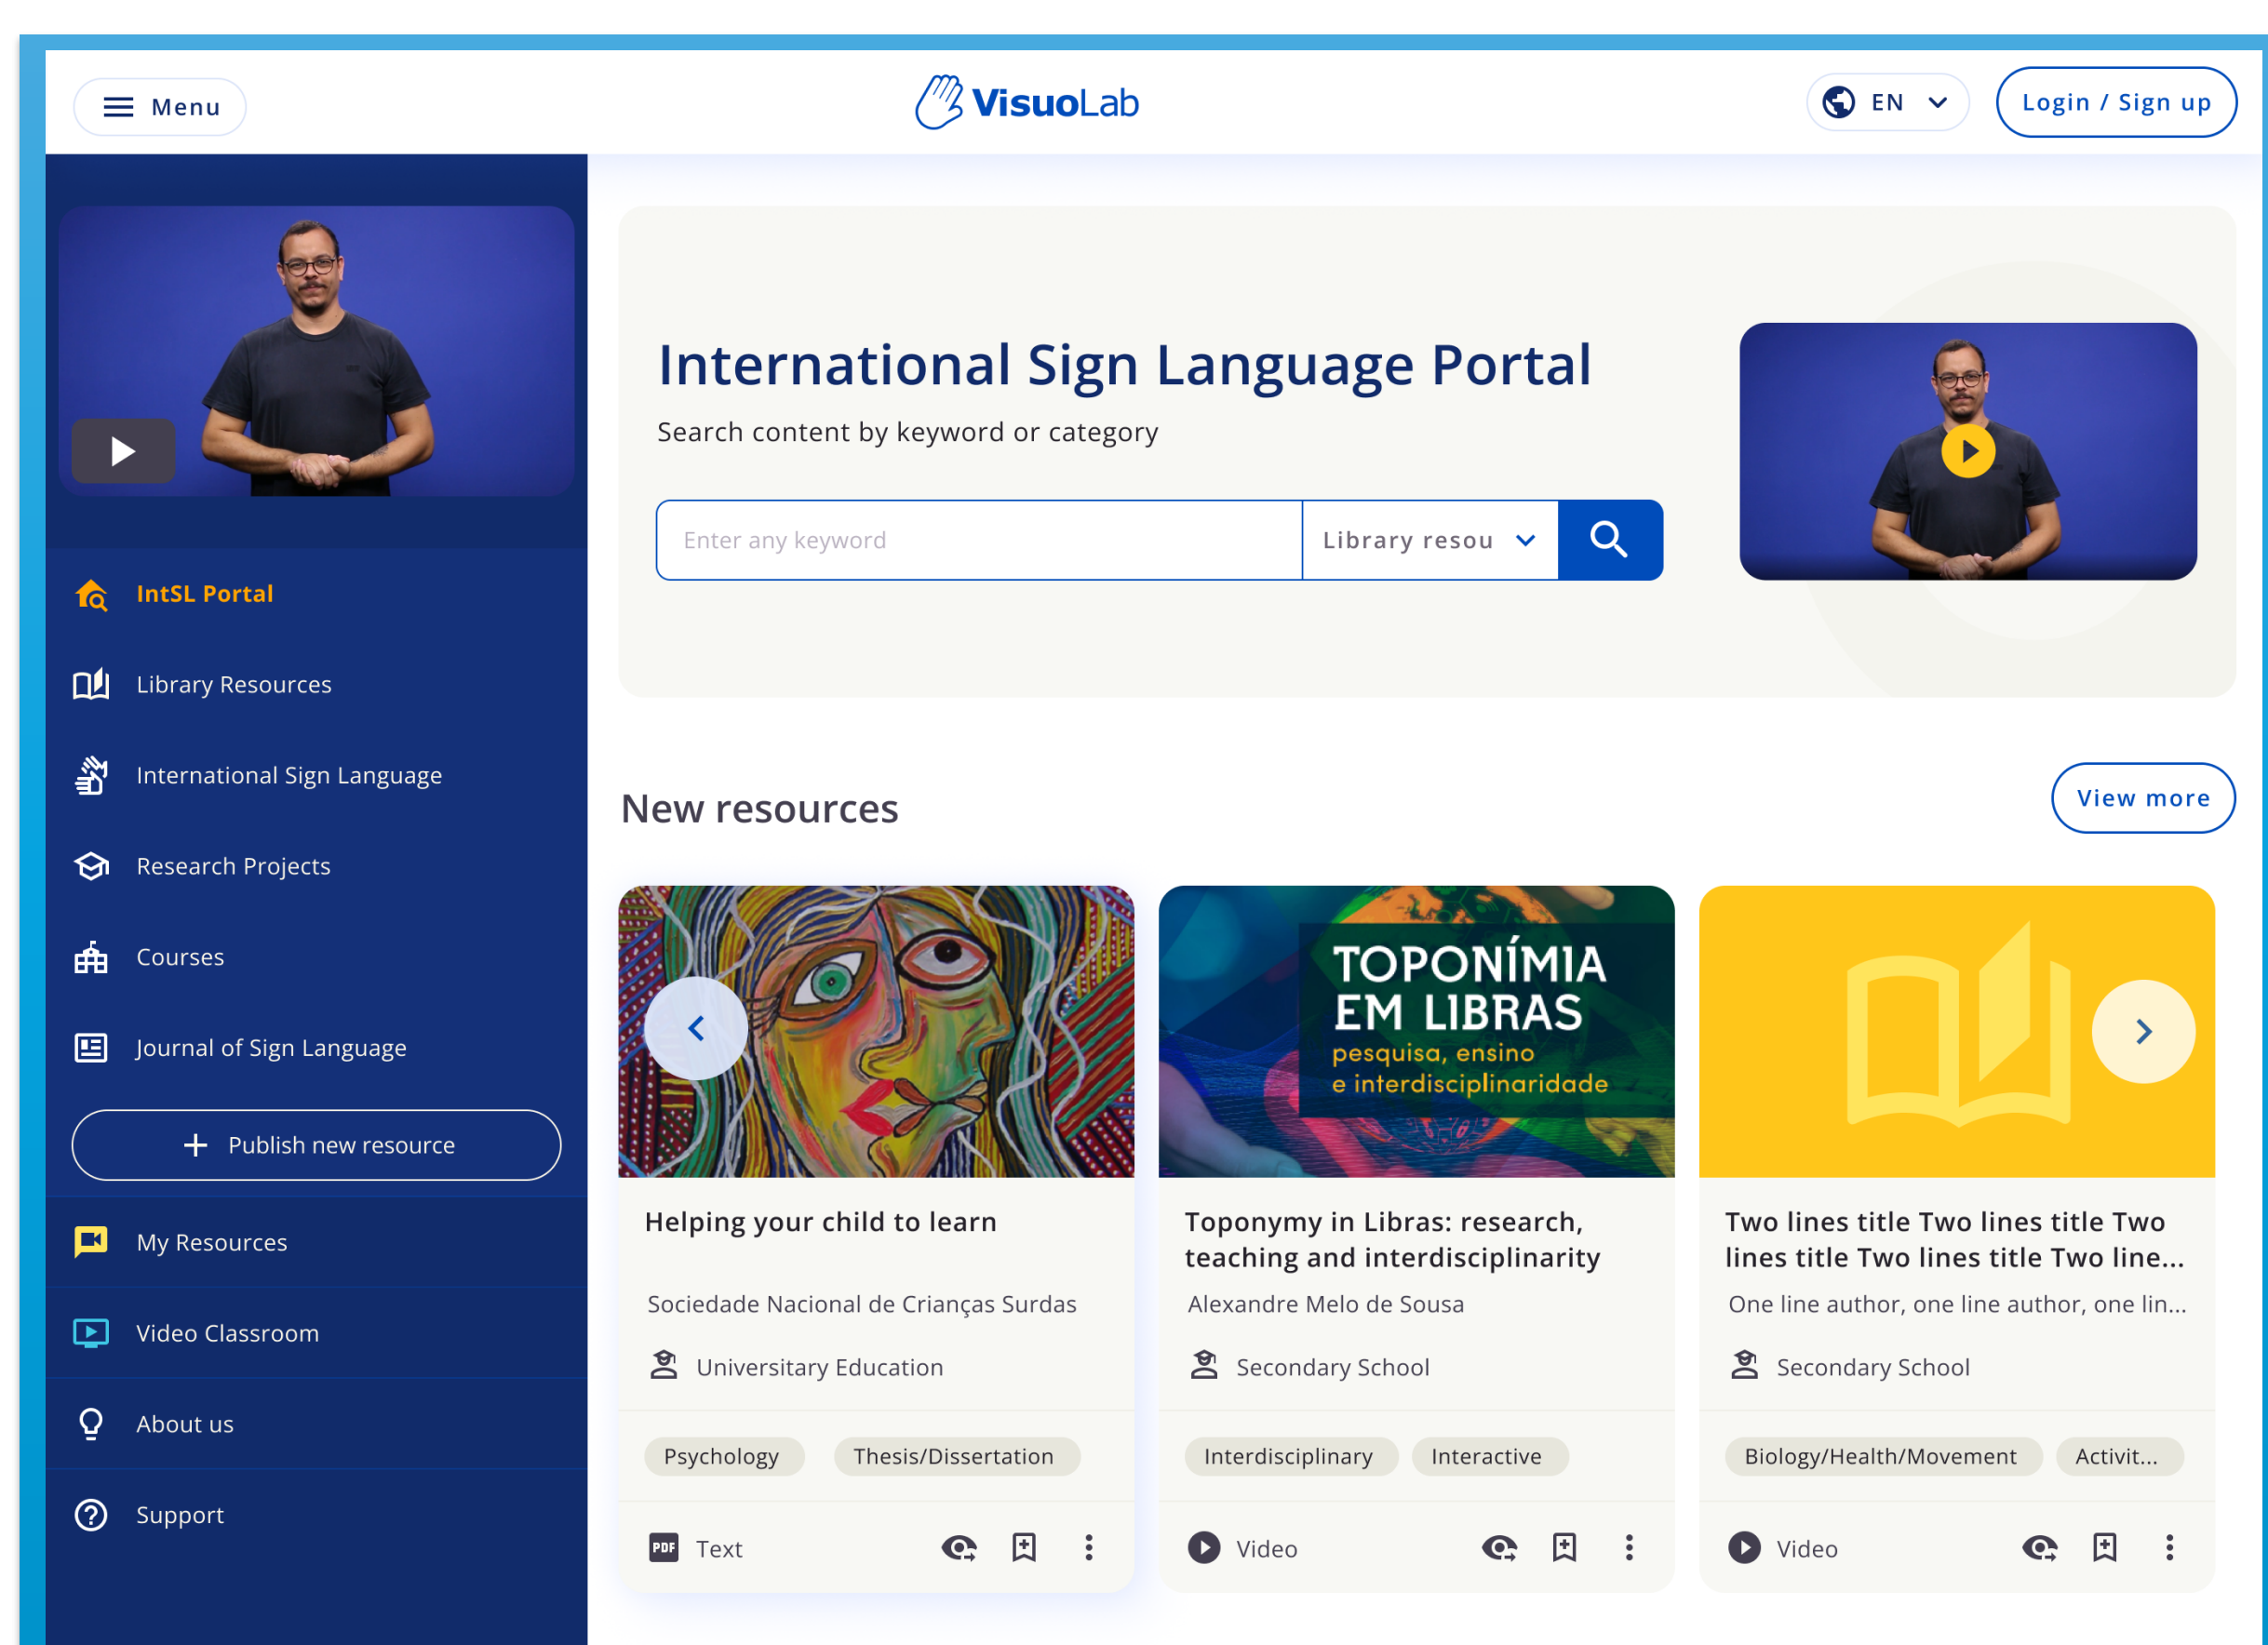 Menu
VisuoLab
EN
Login / Sign up
IntSL Portal
Library Resources
International Sign Language
Research Projects
Courses
Journal of Sign Language
Publish new resource
My Resources
Video Classroom
About us
Support
International Sign Language Portal
Search content by keyword or category
Enter any keyword
Library resou
New resources
View more
Helping your child to learn
Sociedade Nacional de Crianças Surdas
Universitary Education
Psychology
Thesis/Dissertation
PDF
Text
TOPONÍMIA
EM LIBRAS
pesquisa, ensino
e interdisciplinaridade
Toponymy in Libras: research,
teaching and interdisciplinarity
Alexandre Melo de Sousa
Secondary School
Interdisciplinary
Interactive
Video
Two lines title Two lines title Two
lines title Two lines title Two line...
One line author, one line author, one lin...
Secondary School
Biology/Health/Movement
Activit...
Video